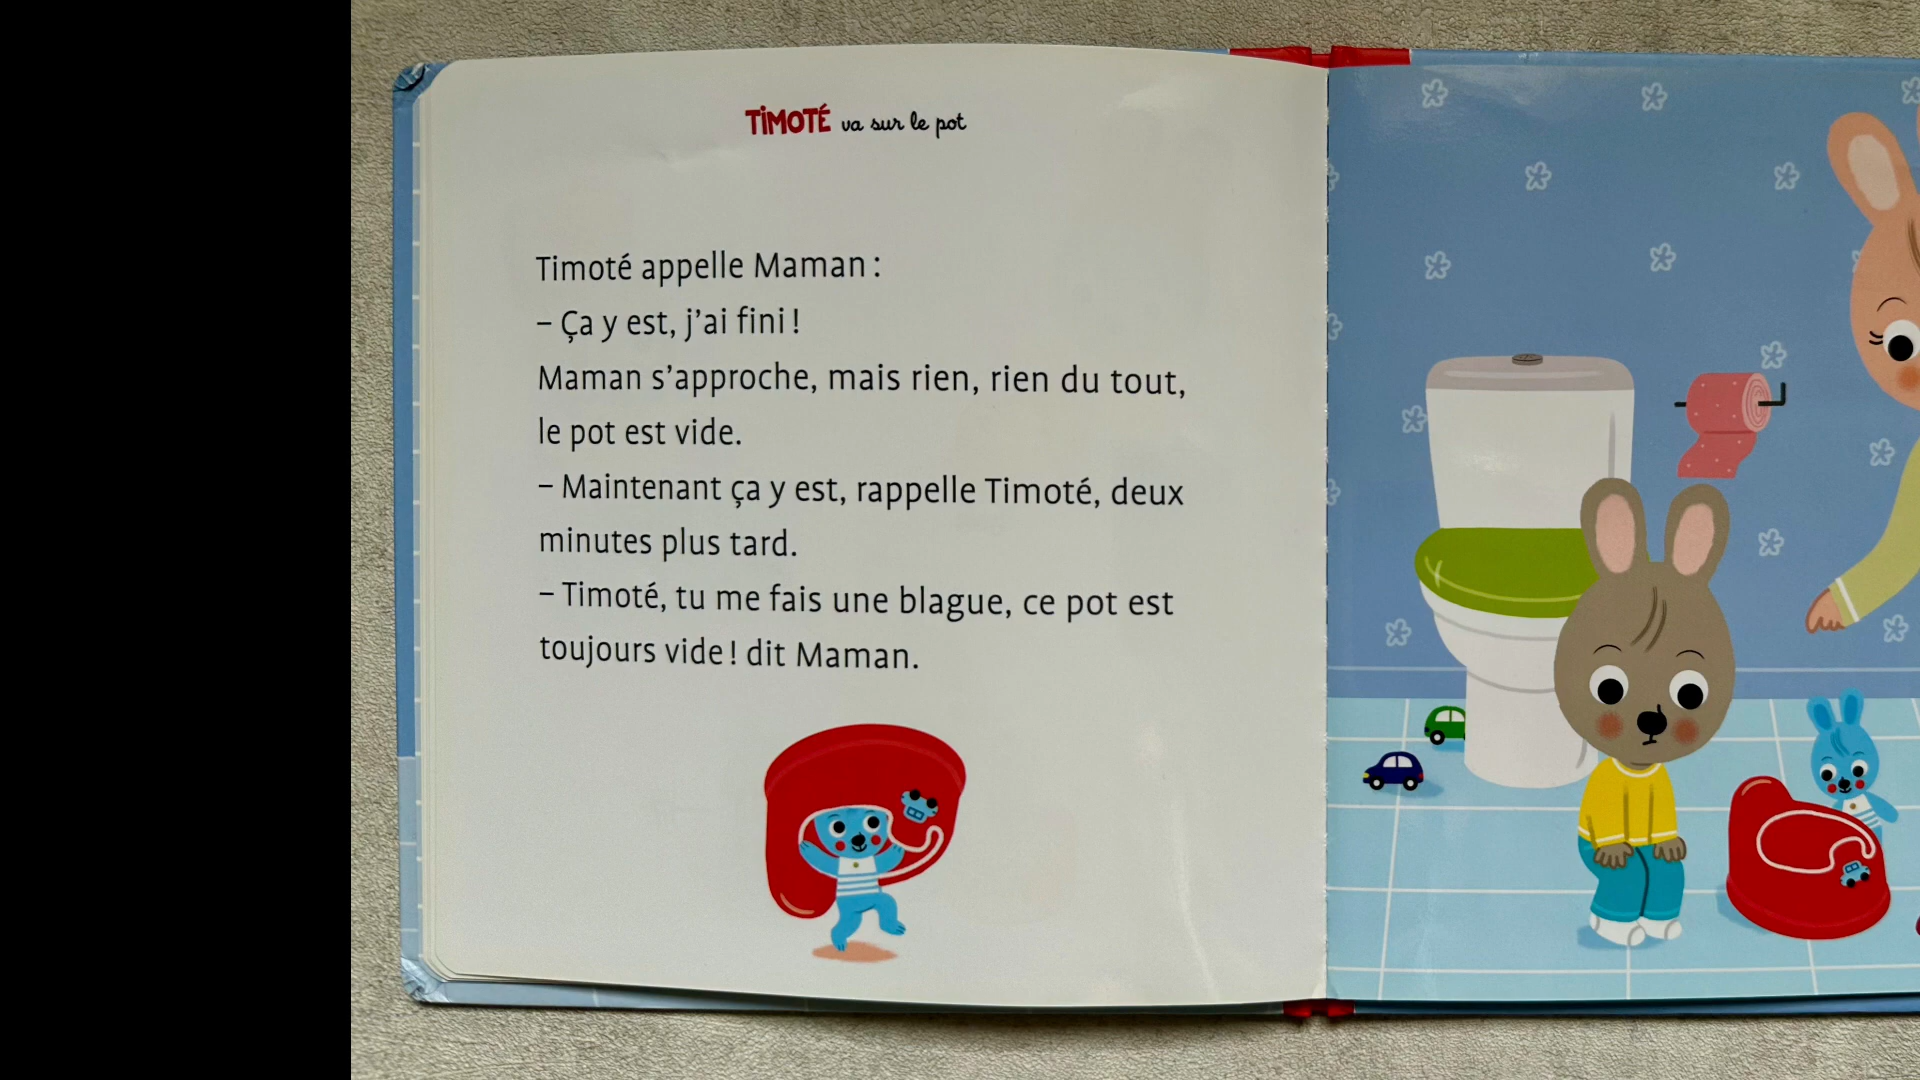 TIMOTÉ va sur le pot
Timoté appelle Maman :
– Ça y est, j’ai fini !
Maman s’approche, mais rien, rien du tout,
le pot est vide.
– Maintenant ça y est, rappelle Timoté, deux
minutes plus tard.
– Timoté, tu me fais une blague, ce pot est
toujours vide ! dit Maman.